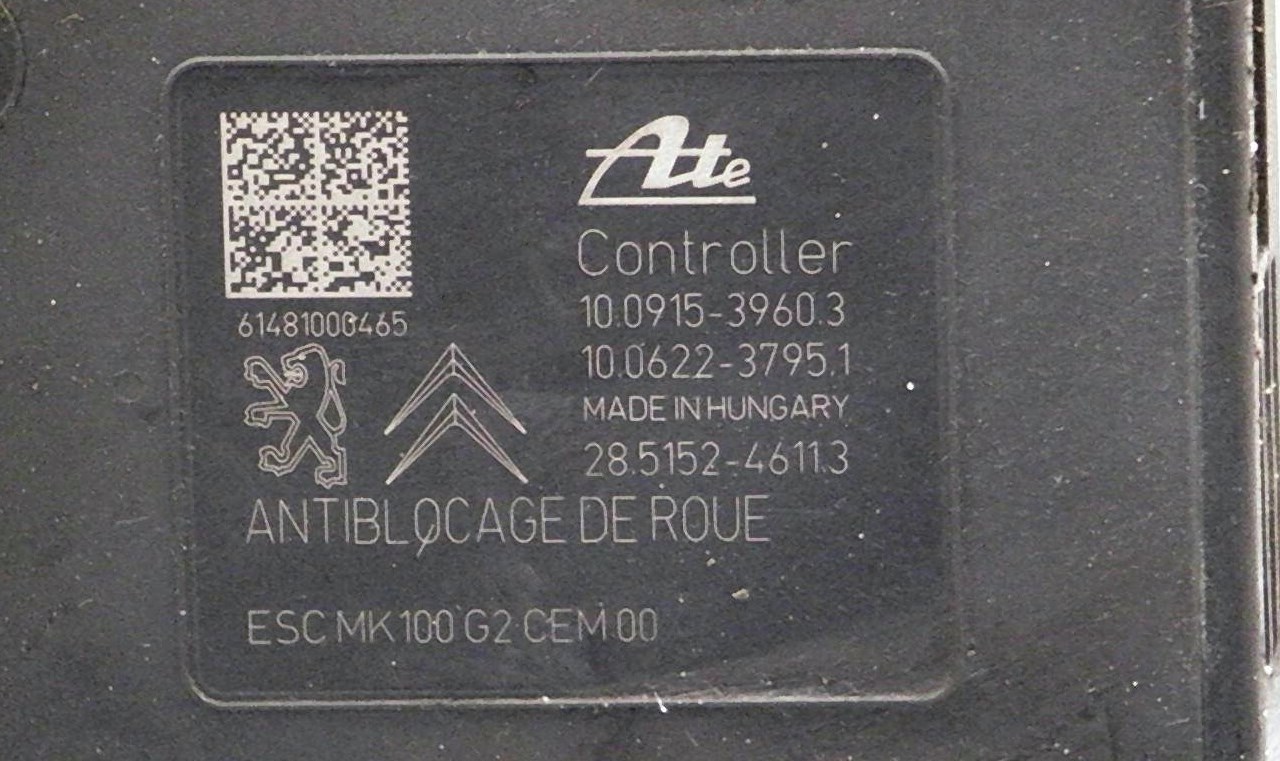 61481000465
Ate
Controller
10.0915-3960.3
10.0622-3795.1
MADE IN HUNGARY
28.5152-4611.3
ANTIBLOCAGE DE ROUE
ESC MK100 G2 CEM 00